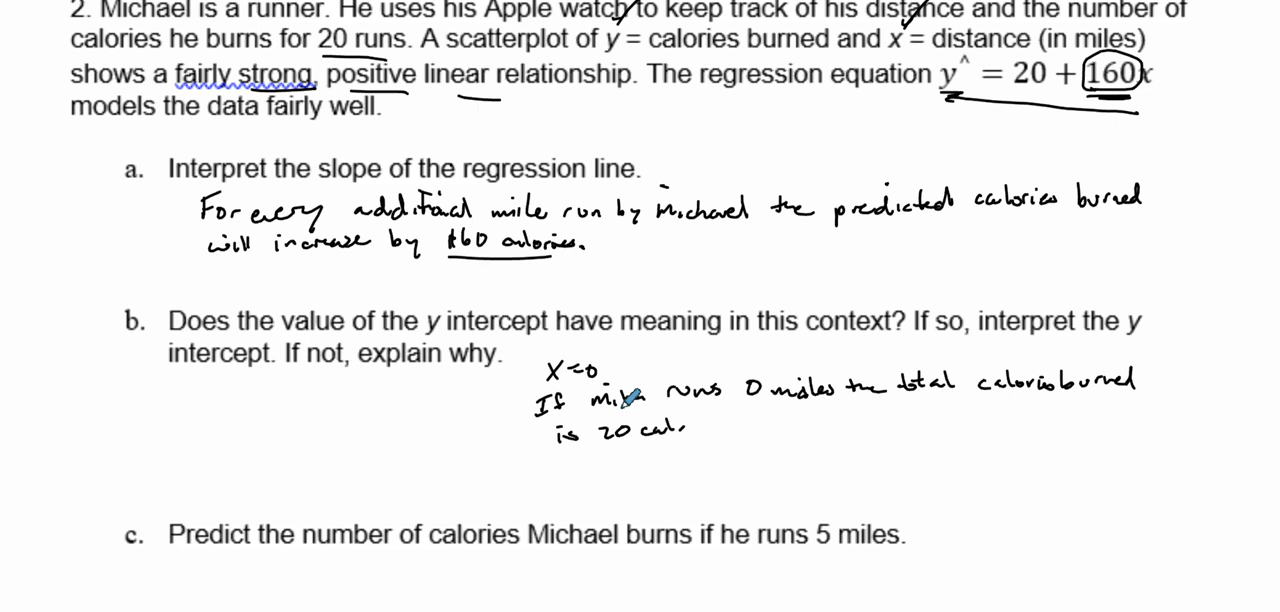 2. Michael is a runner. He uses his Apple watch to keep track of his distance and the number of
calories he burns for 20 runs. A scatterplot of y = calories burned and x = distance (in miles)
shows a fairly strong, positive linear relationship. The regression equation y^ = 20 + 160x
models the data fairly well.
a. Interpret the slope of the regression line.
For every additional mile run by Michael the predicted calories burned
will increase by 160 calories.
b. Does the value of the y intercept have meaning in this context? If so, interpret the y
intercept. If not, explain why.
x=0
If Mike runs 0 miles the total calories burned
is 20 cal.
c. Predict the number of calories Michael burns if he runs 5 miles.